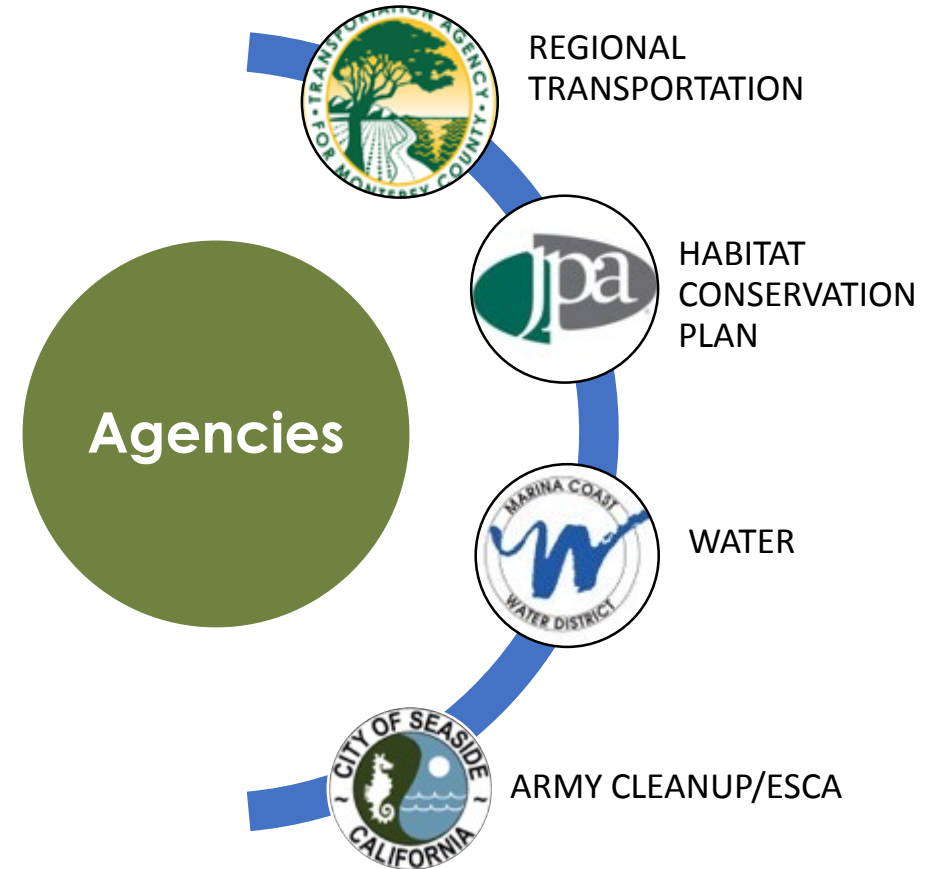 TRANSPORTATION AGENCY
• FOR MONTEREY COUNTY •
REGIONAL
TRANSPORTATION
jpa
HABITAT
CONSERVATION
PLAN
Agencies
MARINA COAST
WATER DISTRICT
WATER
CITY OF SEASIDE
~ CALIFORNIA ~
ARMY CLEANUP/ESCA